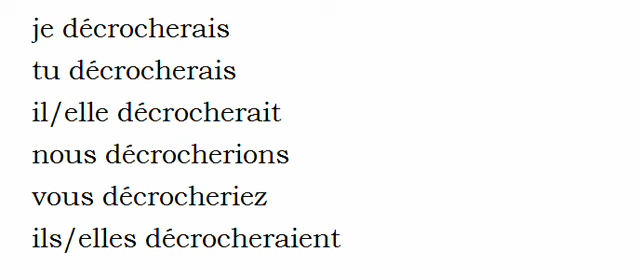 je décrocherais
tu décrocherais
il/elle décrocherait
nous décrocherions
vous décrocheriez
ils/elles décrocheraient